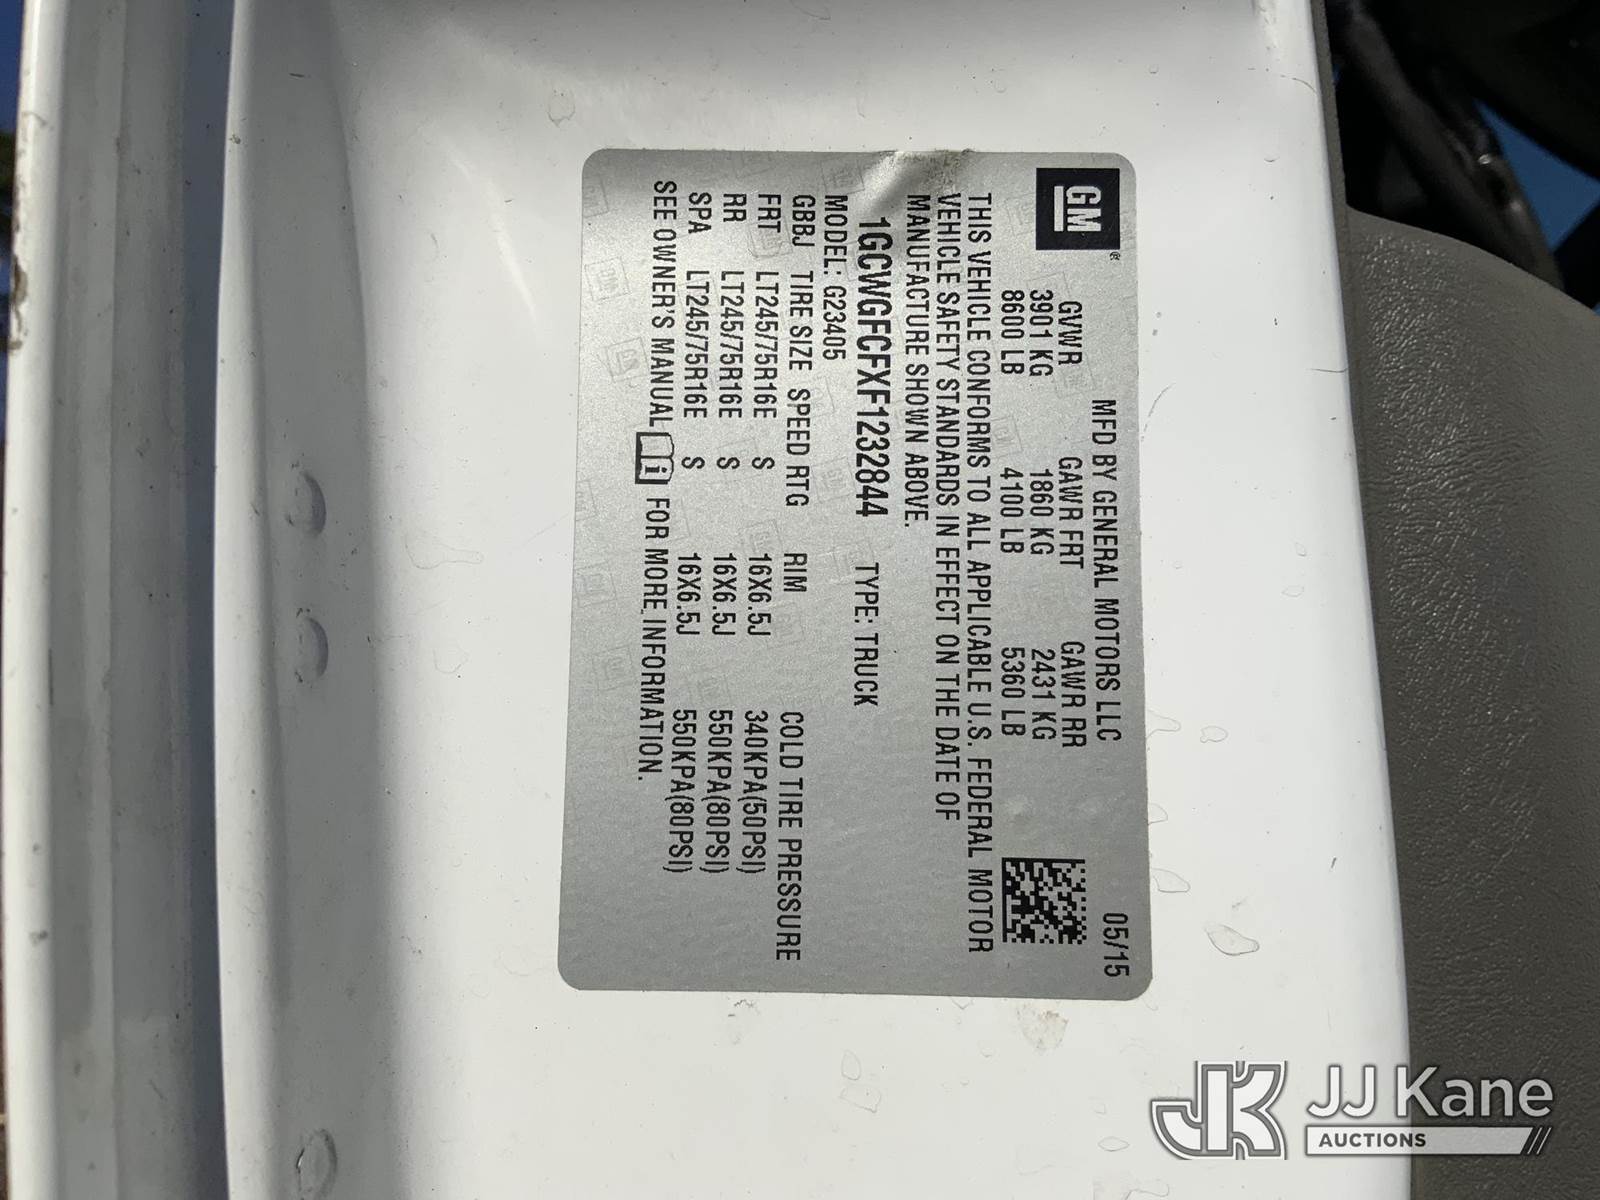 GM
MFD BY GENERAL MOTORS LLC 05/15
GVWR GAWR FRT GAWR RR
3901 KG 1860 KG 2431 KG
8600 LB 4100 LB 5360 LB
THIS VEHICLE CONFORMS TO ALL APPLICABLE U.S. FEDERAL MOTOR
VEHICLE SAFETY STANDARDS IN EFFECT ON THE DATE OF
MANUFACTURE SHOWN ABOVE.
1GCWGFCFXF1232844 TYPE: TRUCK
MODEL: G23405
GBBJ TIRE SIZE SPEED RTG RIM COLD TIRE PRESSURE
FRT LT245/75R16E S 16X6.5J 340KPA(50PSI)
RR LT245/75R16E S 16X6.5J 550KPA(80PSI)
SPA LT245/75R16E S 16X6.5J 550KPA(80PSI)
SEE OWNER'S MANUAL i FOR MORE INFORMATION.
JK JJ Kane
AUCTIONS